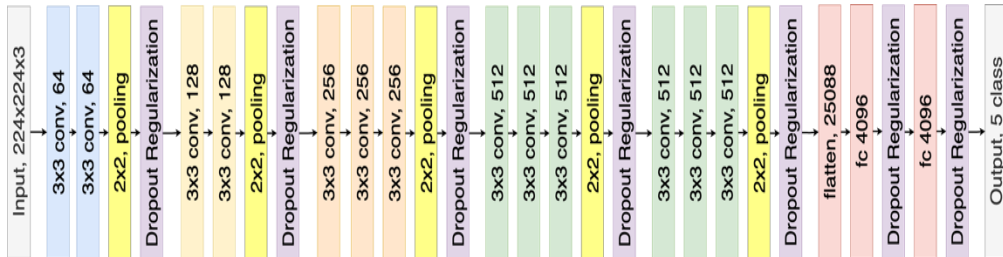 Input, 224x224x3
3x3 conv, 64
3x3 conv, 64
2x2, pooling
Dropout Regularization
3x3 conv, 128
3x3 conv, 128
2x2, pooling
Dropout Regularization
3x3 conv, 256
3x3 conv, 256
3x3 conv, 256
2x2, pooling
Dropout Regularization
3x3 conv, 512
3x3 conv, 512
3x3 conv, 512
2x2, pooling
Dropout Regularization
3x3 conv, 512
3x3 conv, 512
3x3 conv, 512
2x2, pooling
Dropout Regularization
flatten, 25088
fc 4096
Dropout Regularization
fc 4096
Dropout Regularization
Output, 5 class